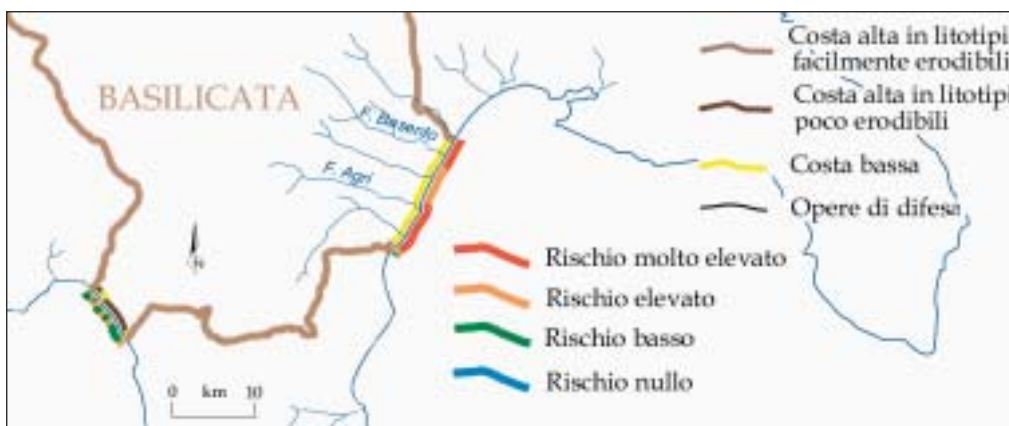 BASILICATA
F. Basento
F. Agri
N
0 km 10
Costa alta in litotipi
facilmente erodibili
Costa alta in litotipi
poco erodibili
Costa bassa
Opere di difesa
Rischio molto elevato
Rischio elevato
Rischio basso
Rischio nullo